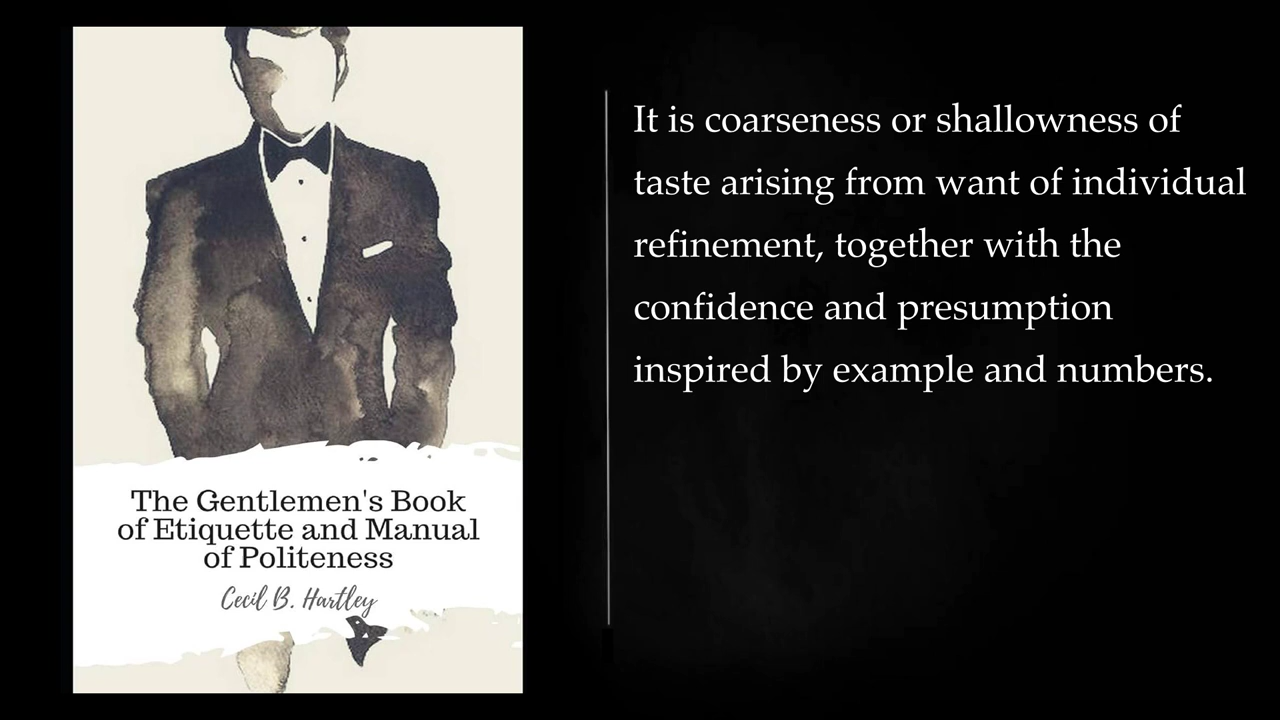 The Gentlemen's Book
of Etiquette and Manual
of Politeness
Cecil B. Hartley
It is coarseness or shallowness of
taste arising from want of individual
refinement, together with the
confidence and presumption
inspired by example and numbers.